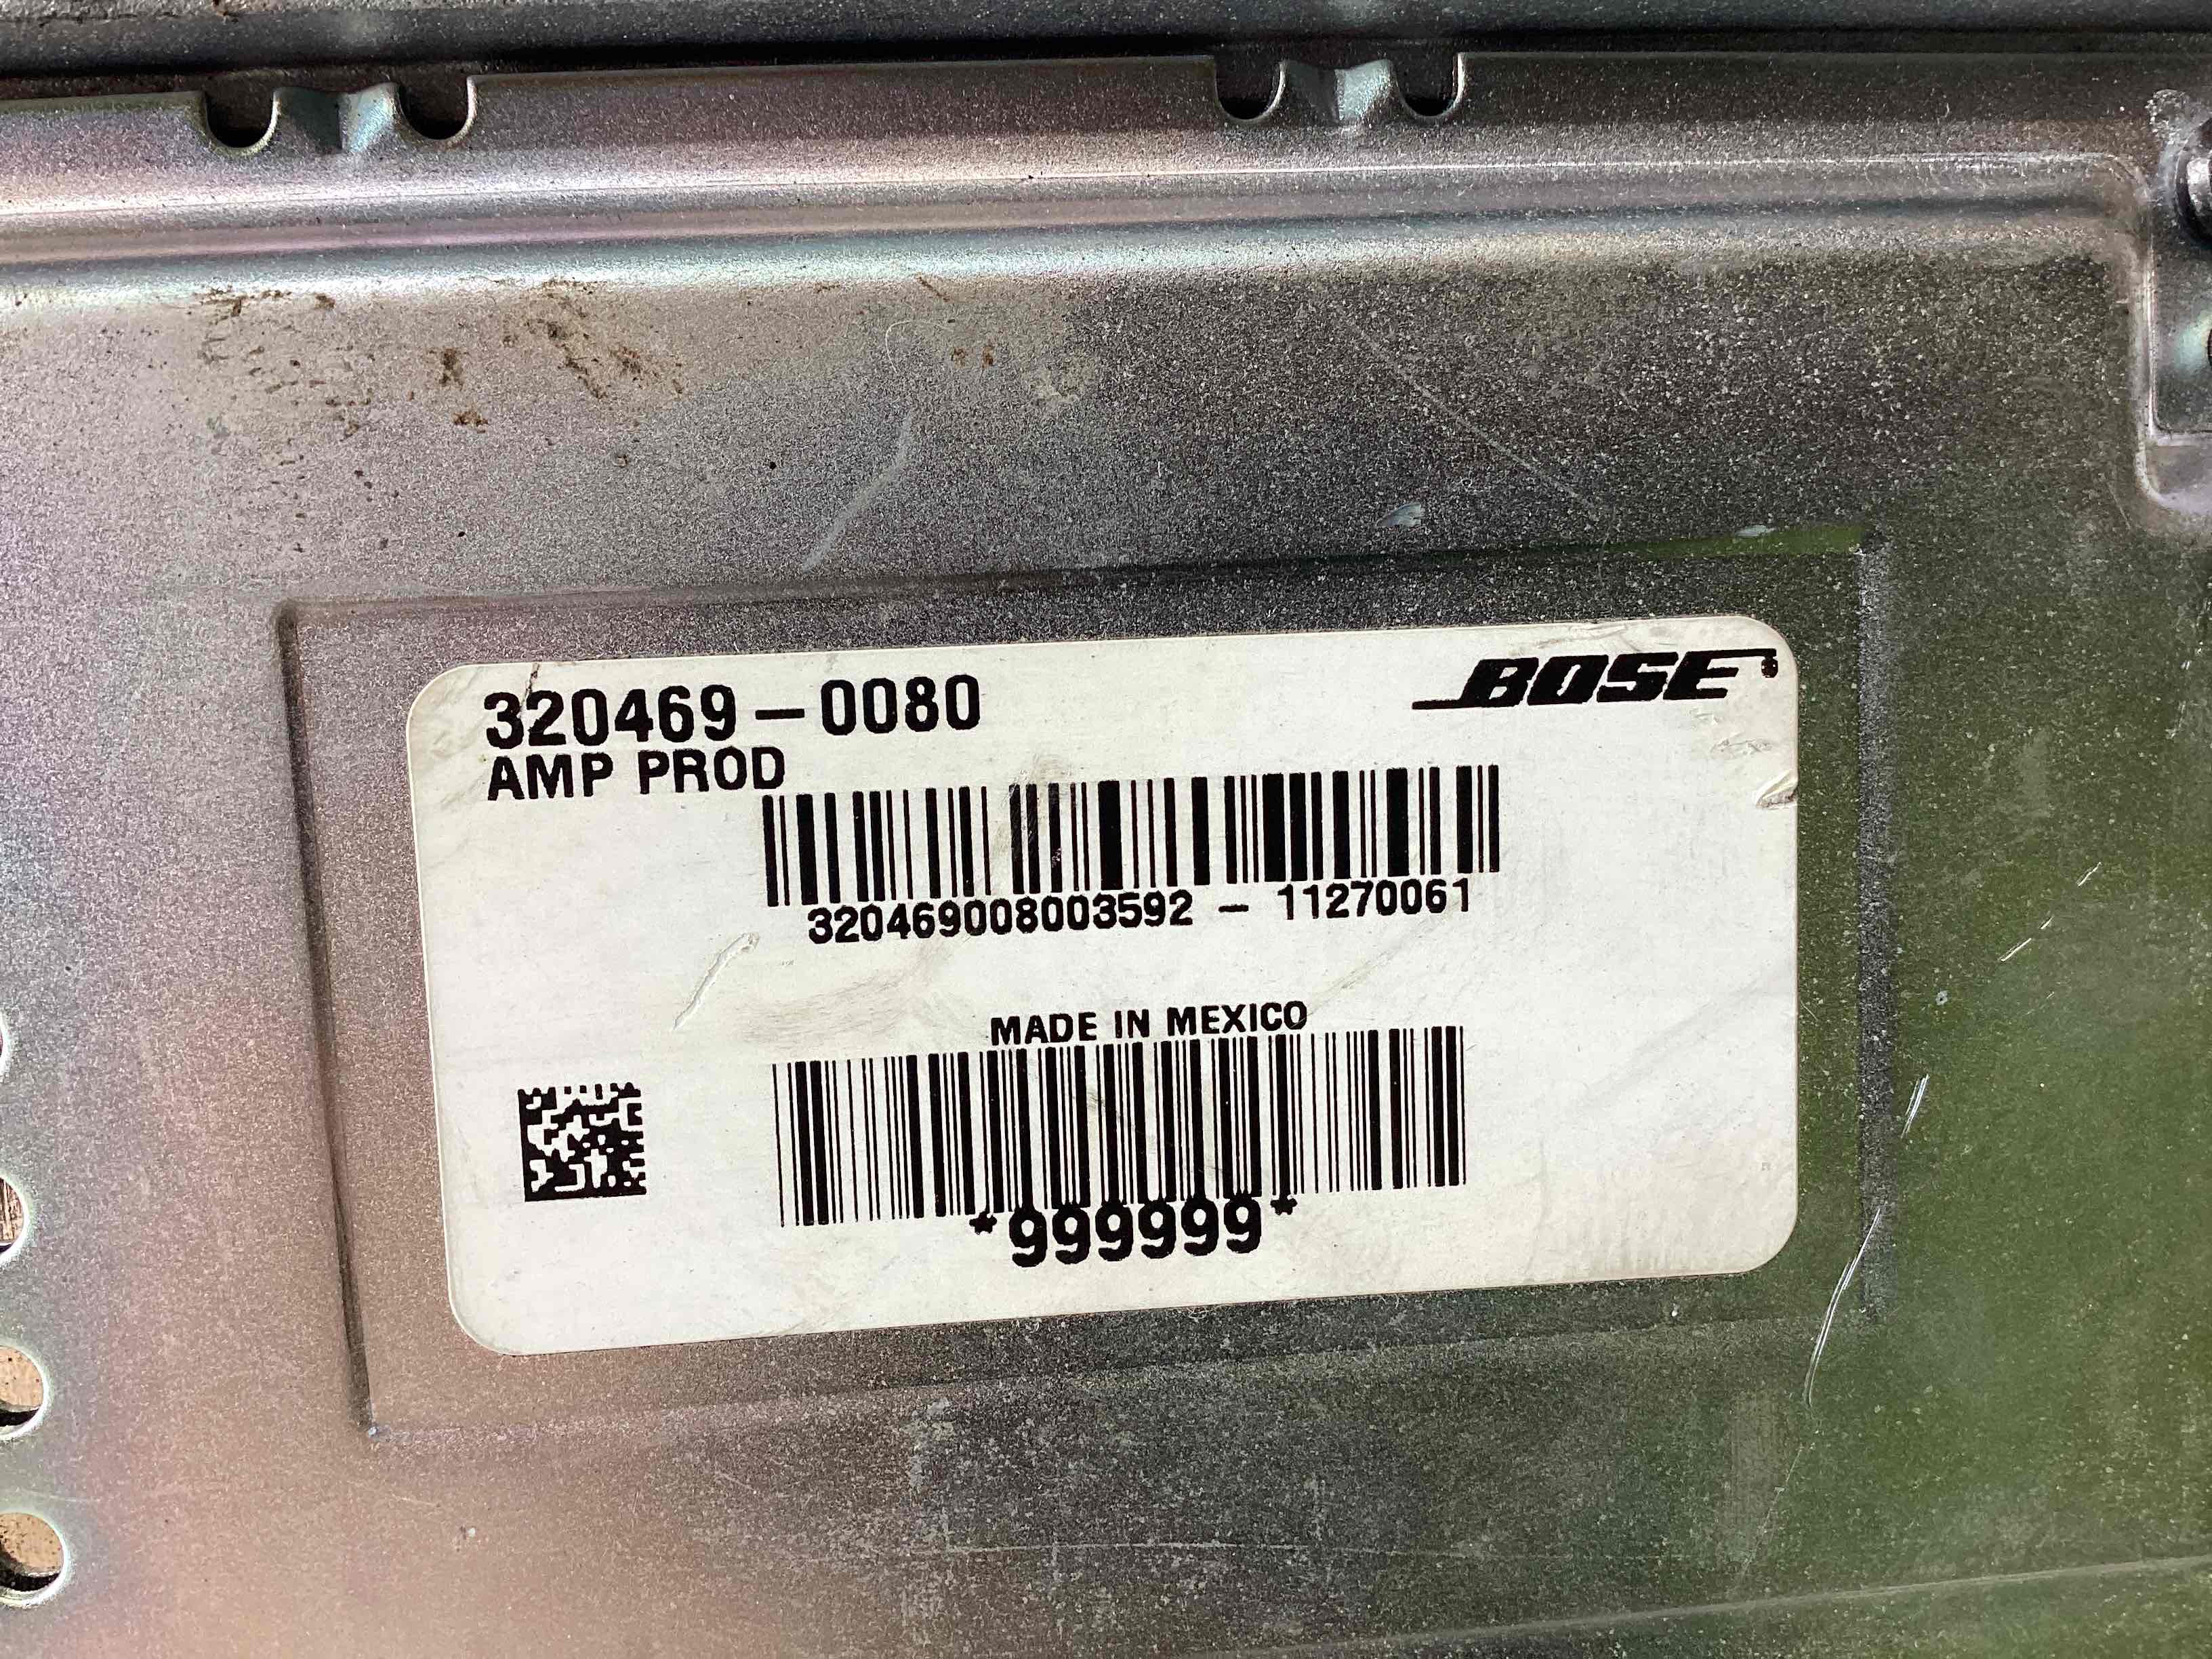 BOSE
320469-0080
AMP PROD
320469008003592 - 11270061
MADE IN MEXICO
*999999*